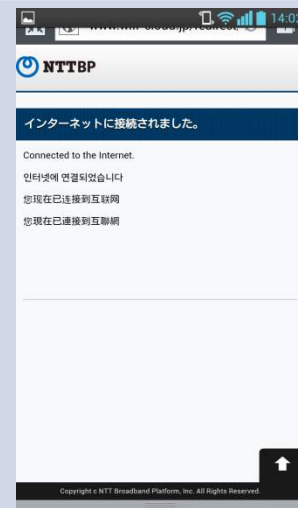 14:02
NTTBP
インターネットに接続されました。
Connected to the Internet.
인터넷에 연결되었습니다
您现在已连接到互联网
您現在已連接到互聯網
Copyright c NTT Broadband Platform, Inc. All Rights Reserved.